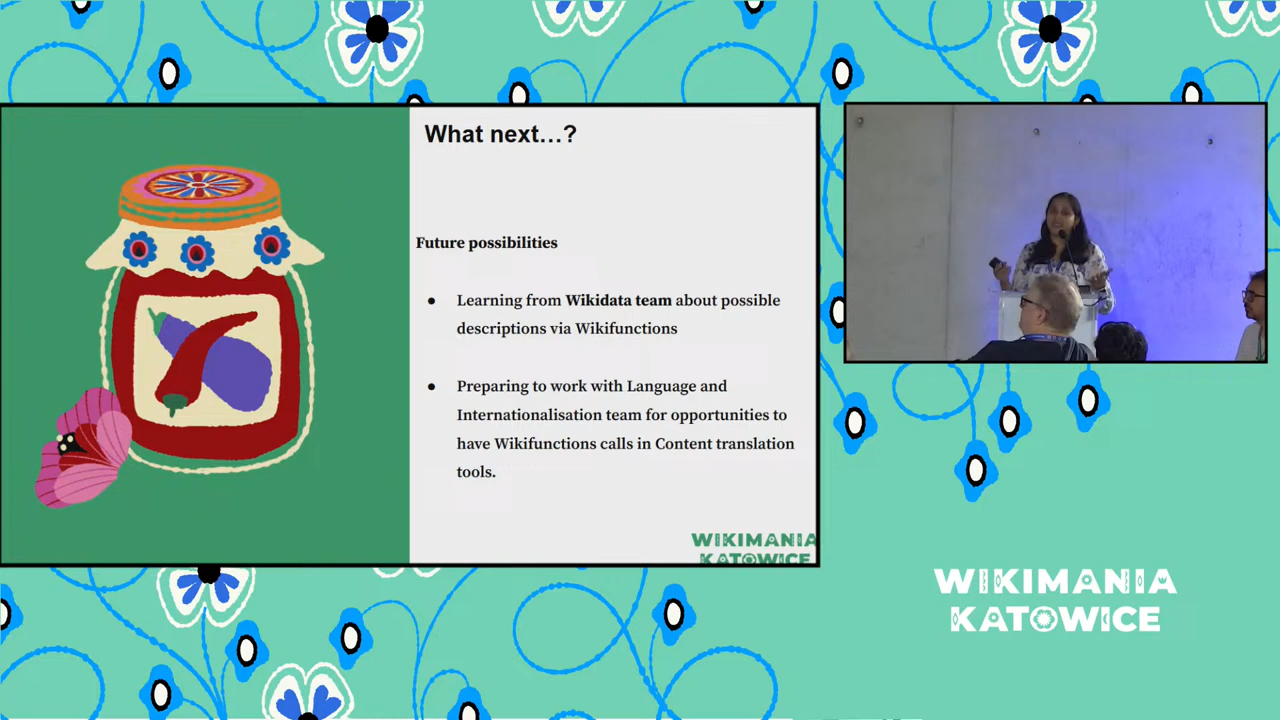 What next...?
Future possibilities
● Learning from Wikidata team about possible
descriptions via Wikifunctions
● Preparing to work with Language and
Internationalisation team for opportunities to
have Wikifunctions calls in Content translation
tools.
WIKIMANIA
KATOWICE
WIKIMANIA
KATOWICE